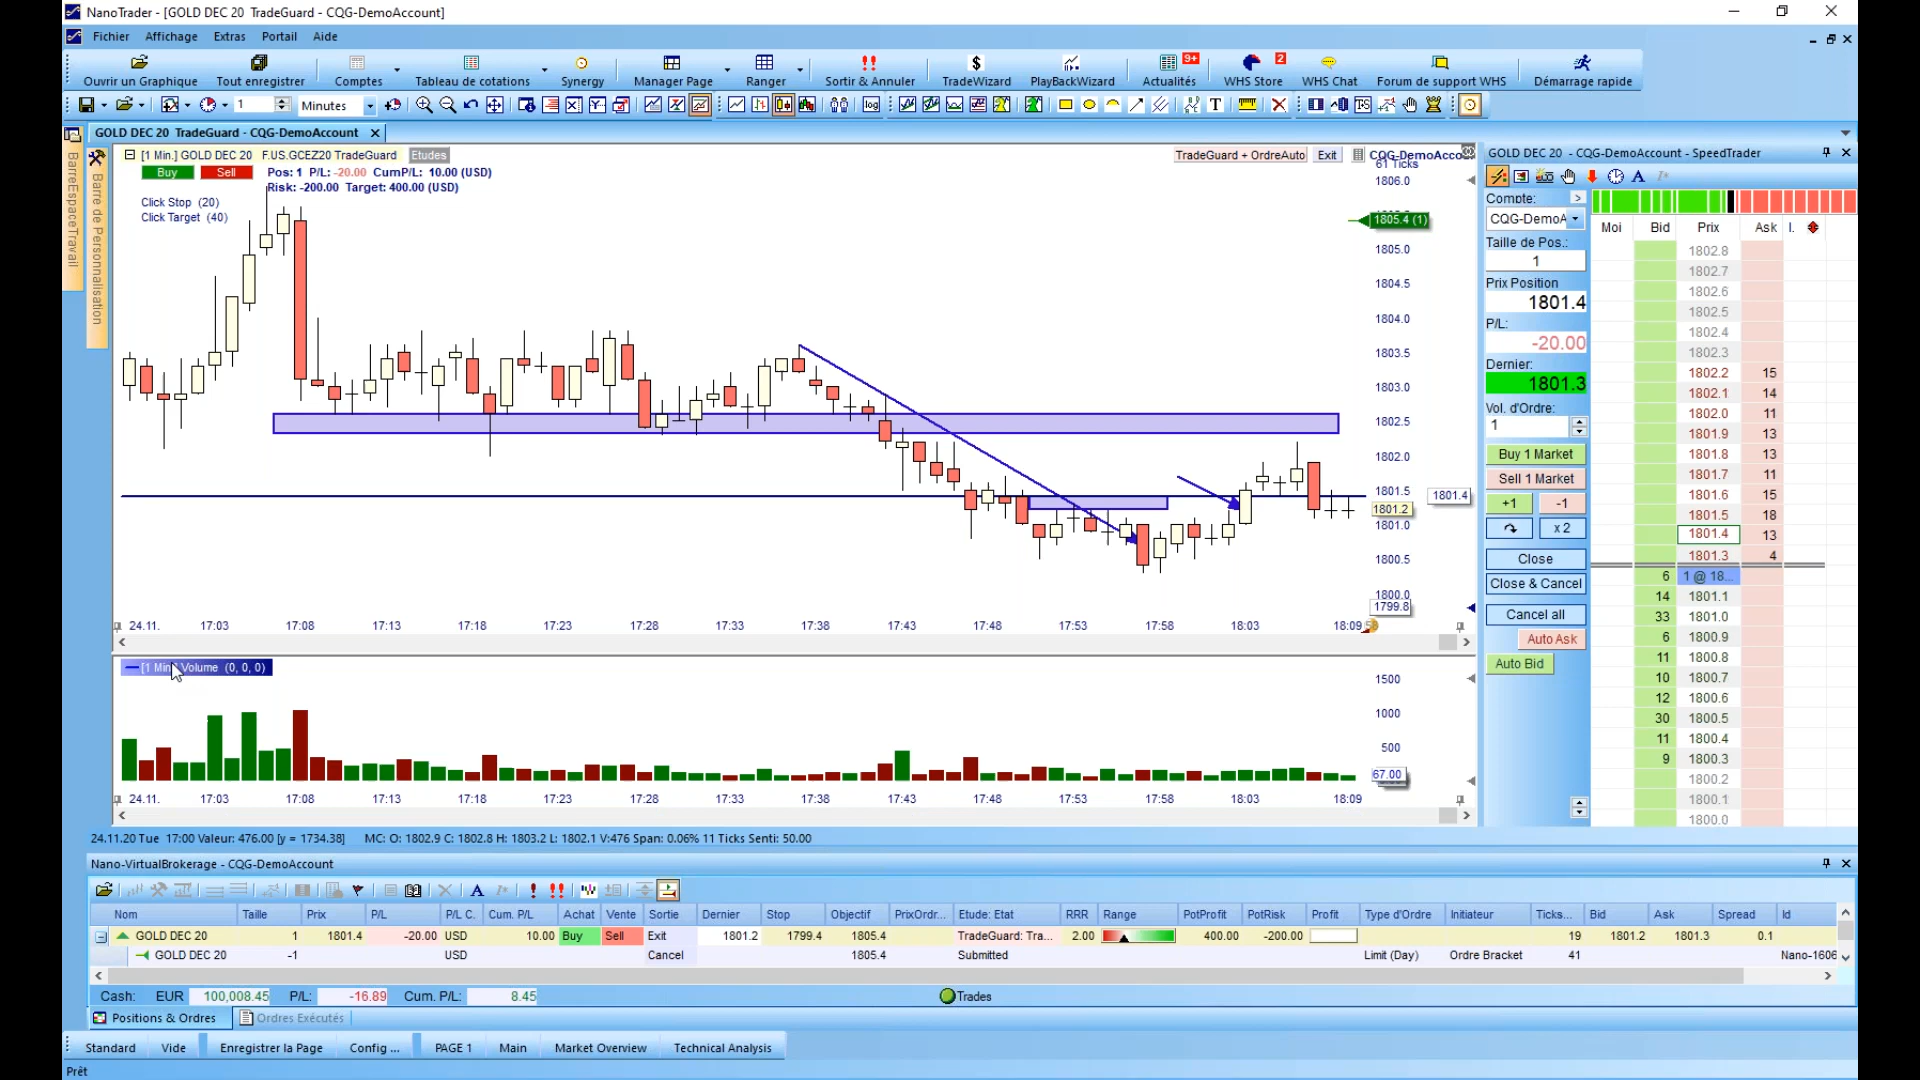 NanoTrader - [GOLD DEC 20 TradeGuard - CQG-DemoAccount]
Fichier Affichage Extras Portail Aide
Ouvrir un Graphique Tout enregistrer Comptes Tableau de cotations Synergy Manager Page Ranger Sortir & Annuler TradeWizard PlayBackWizard Actualités 9+ WHS Store 2 WHS Chat Forum de support WHS Démarrage rapide
1 Minutes
GOLD DEC 20 TradeGuard - CQG-DemoAccount
BarreEspaceTravail
Barre de Personnalisation
[1 Min.] GOLD DEC 20 F.US.GCEZ20 TradeGuard Etudes
TradeGuard + OrdreAuto Exit CQG-DemoAcco
61 Ticks
Buy Sell Pos: 1 P/L: -20.00 CumP/L: 10.00 (USD)
Risk: -200.00 Target: 400.00 (USD)
Click Stop (20)
Click Target (40)
1806.0
1805.4 (1)
1805.0
1804.5
1804.0
1803.5
1803.0
1802.5
1802.0
1801.5
1801.4
1801.2
1801.0
1800.5
1800.0
1799.8
24.11. 17:03 17:08 17:13 17:18 17:23 17:28 17:33 17:38 17:43 17:48 17:53 17:58 18:03 18:09
[1 Min.] Volume (0, 0, 0)
1500
1000
500
67.00
24.11. 17:03 17:08 17:13 17:18 17:23 17:28 17:33 17:38 17:43 17:48 17:53 17:58 18:03 18:09
24.11.20 Tue 17:00 Valeur: 476.00 [y = 1734.38] MC: O: 1802.9 C: 1802.8 H: 1803.2 L: 1802.1 V:476 Span: 0.06% 11 Ticks Senti: 50.00
GOLD DEC 20 - CQG-DemoAccount - SpeedTrader
Compte: >
CQG-DemoA
Taille de Pos.:
1
Prix Position
1801.4
P/L:
-20.00
Dernier:
1801.3
Vol. d'Ordre:
1
Buy 1 Market
Sell 1 Market
+1 -1
x 2
Close
Close & Cancel
Cancel all
Auto Ask
Auto Bid
Moi Bid Prix Ask I.
1802.8
1802.7
1802.6
1802.5
1802.4
1802.3
1802.2 15
1802.1 14
1802.0 11
1801.9 13
1801.8 13
1801.7 11
1801.6 15
1801.5 18
1801.4 13
1801.3 4
6 1 @ 18...
14 1801.1
33 1801.0
6 1800.9
11 1800.8
10 1800.7
12 1800.6
30 1800.5
11 1800.4
9 1800.3
1800.2
1800.1
1800.0
Nano-VirtualBrokerage - CQG-DemoAccount
Nom Taille Prix P/L P/L C. Cum. P/L Achat Vente Sortie Dernier Stop Objectif PrixOrdr... Etude: Etat RRR Range PotProfit PotRisk Profit Type d'Ordre Initiateur Ticks... Bid Ask Spread Id
GOLD DEC 20 1 1801.4 -20.00 USD 10.00 Buy Sell Exit 1801.2 1799.4 1805.4 TradeGuard: Tra... 2.00 400.00 -200.00 19 1801.2 1801.3 0.1
GOLD DEC 20 -1 USD Cancel 1805.4 Submitted Limit (Day) Ordre Bracket 41 Nano-1606
Cash: EUR 100,008.45 P/L: -16.89 Cum. P/L: 8.45 Trades
Positions & Ordres Ordres Exécutés
Standard Vide Enregistrer la Page Config ... PAGE 1 Main Market Overview Technical Analysis
Prêt